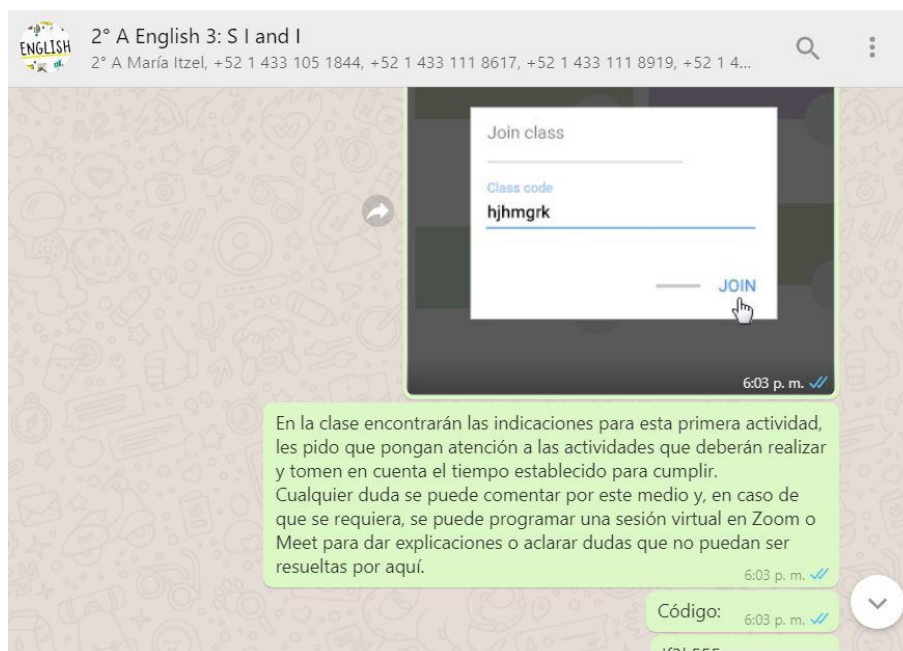 ENGLISH
2° A English 3: S I and I
2° A María Itzel, +52 1 433 105 1844, +52 1 433 111 8617, +52 1 433 111 8919, +52 1 4...
Join class
Class code
hjhmgrk
JOIN
6:03 p. m.
En la clase encontrarán las indicaciones para esta primera actividad,
les pido que pongan atención a las actividades que deberán realizar
y tomen en cuenta el tiempo establecido para cumplir.
Cualquier duda se puede comentar por este medio y, en caso de
que se requiera, se puede programar una sesión virtual en Zoom o
Meet para dar explicaciones o aclarar dudas que no puedan ser
resueltas por aquí.
6:03 p. m.
Código:
6:03 p. m.